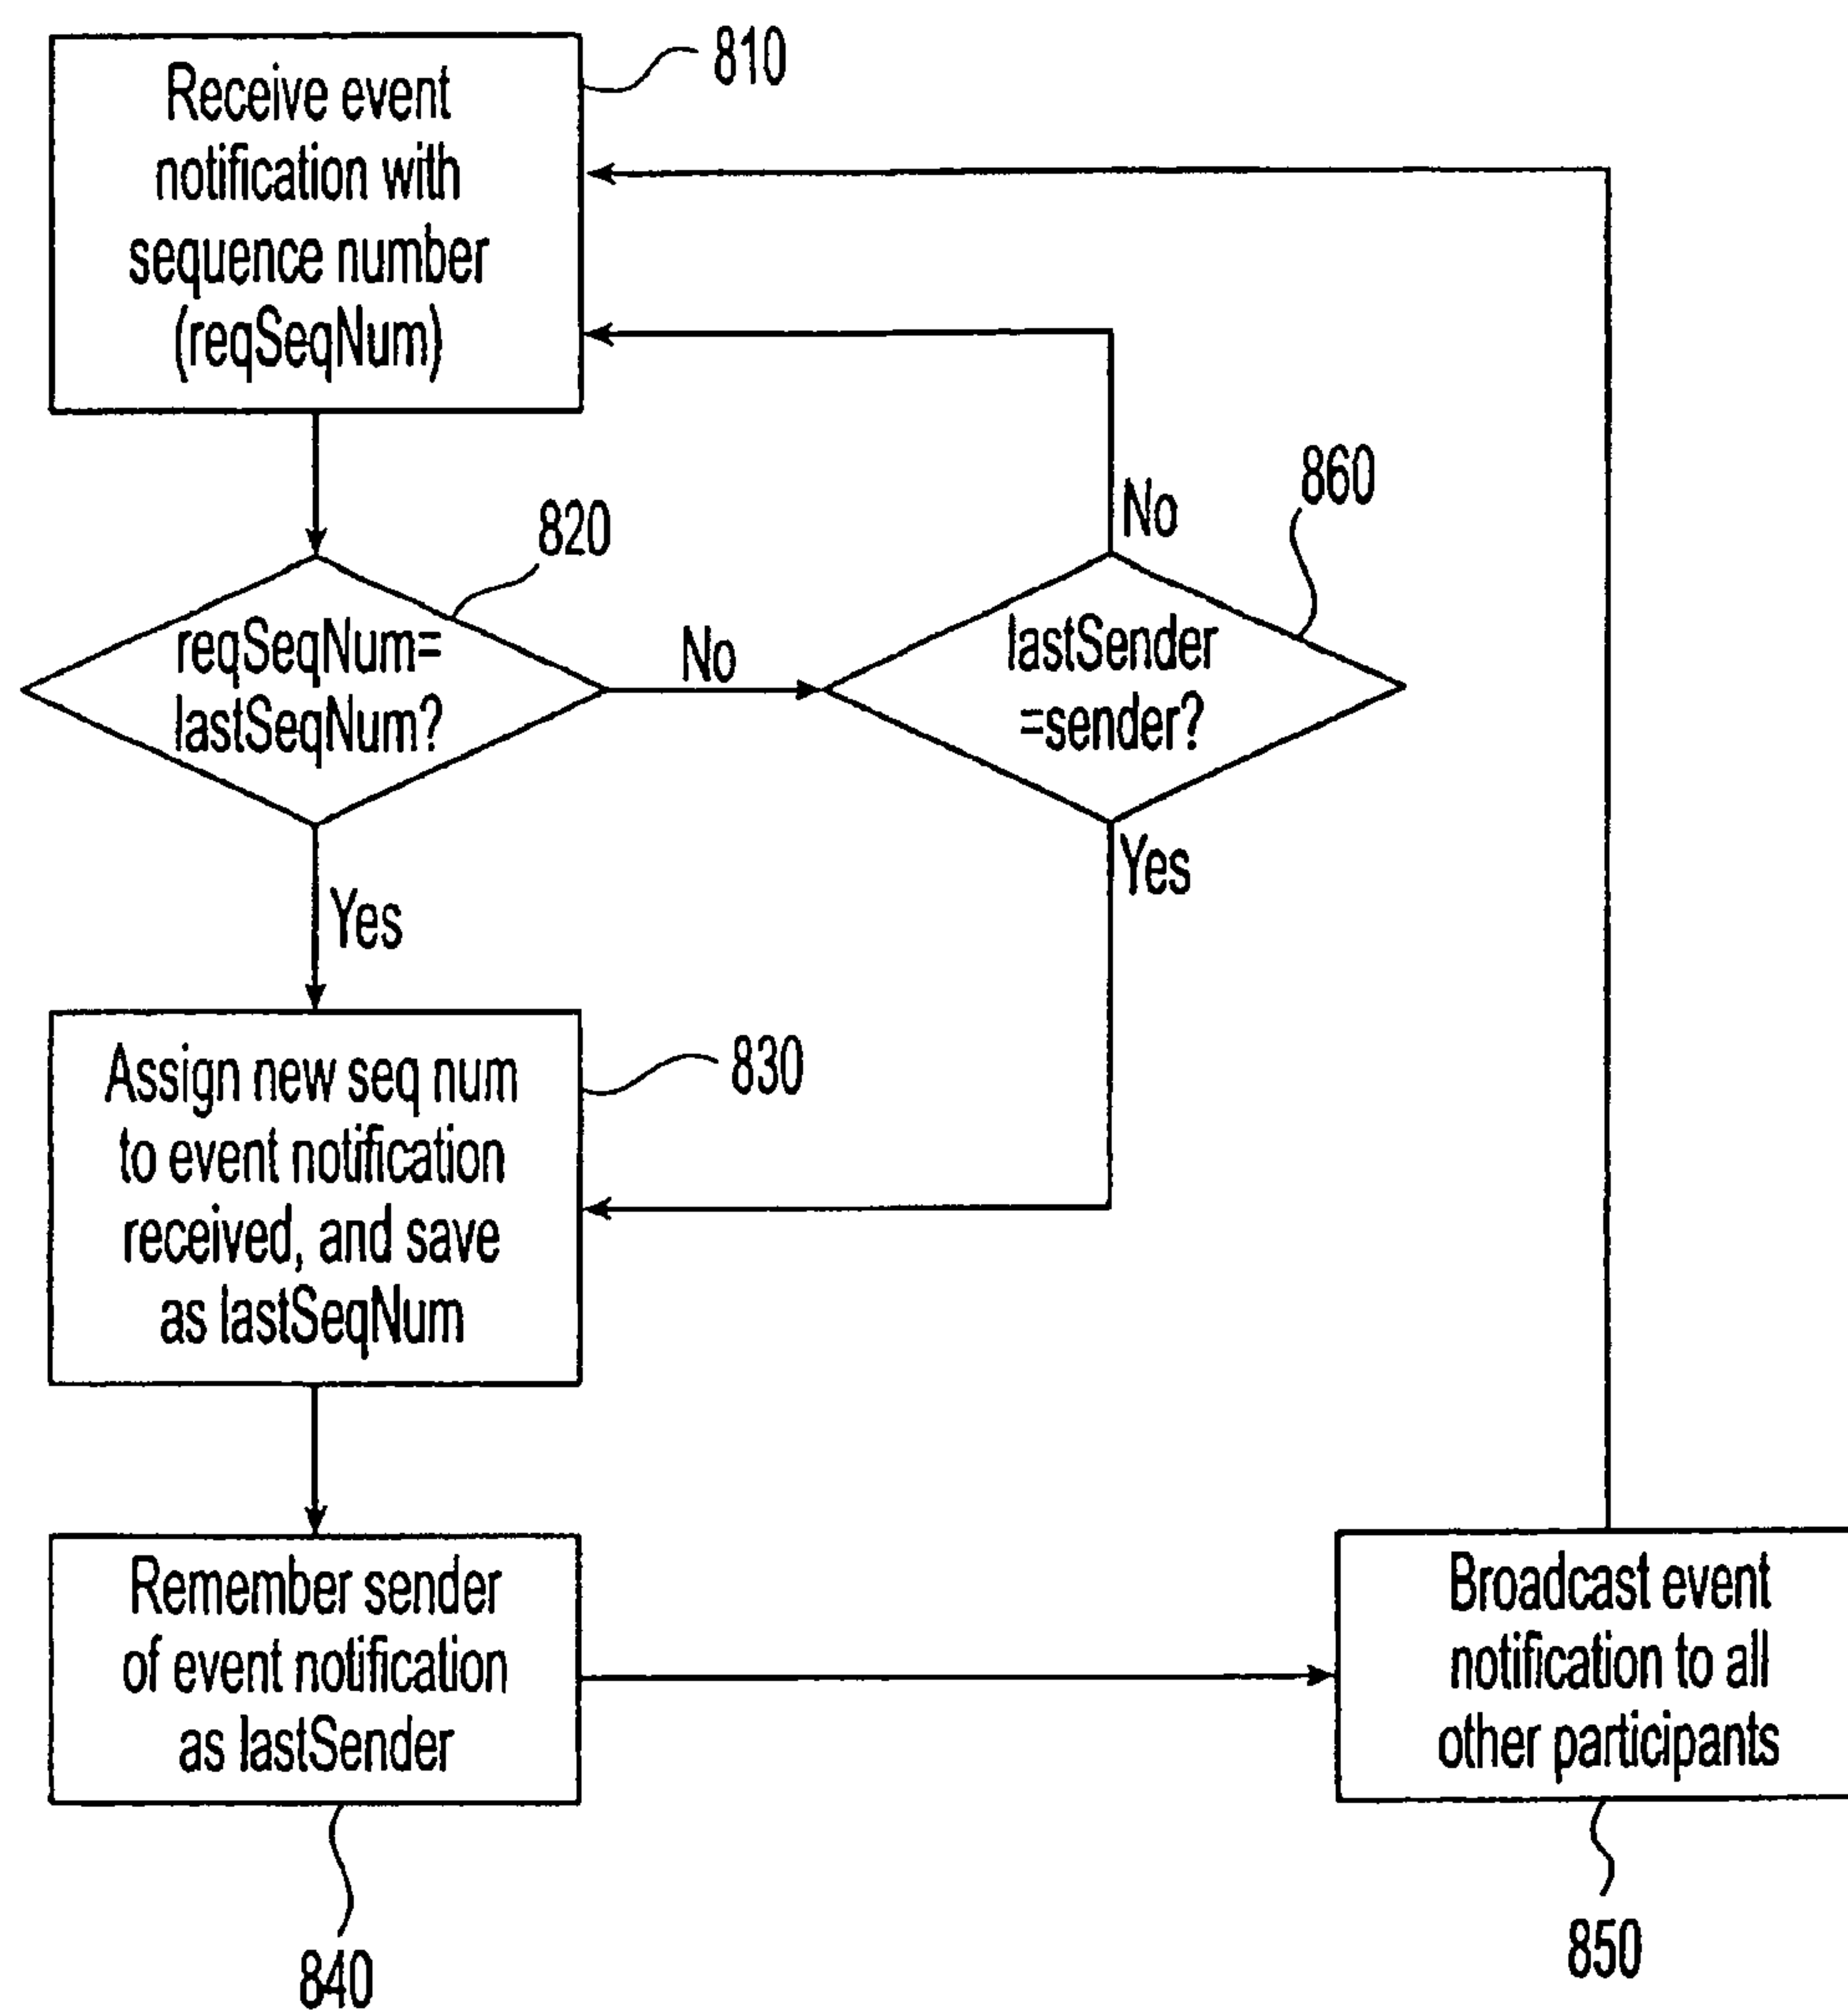 Receive event
notification with
sequence number
(reqSeqNum)
810
reqSeqNum=
lastSeqNum?
820
No
lastSender
=sender?
860
No
Yes
Yes
Assign new seq num
to event notification
received, and save
as lastSeqNum
830
Remember sender
of event notification
as lastSender
840
Broadcast event
notification to all
other participants
850